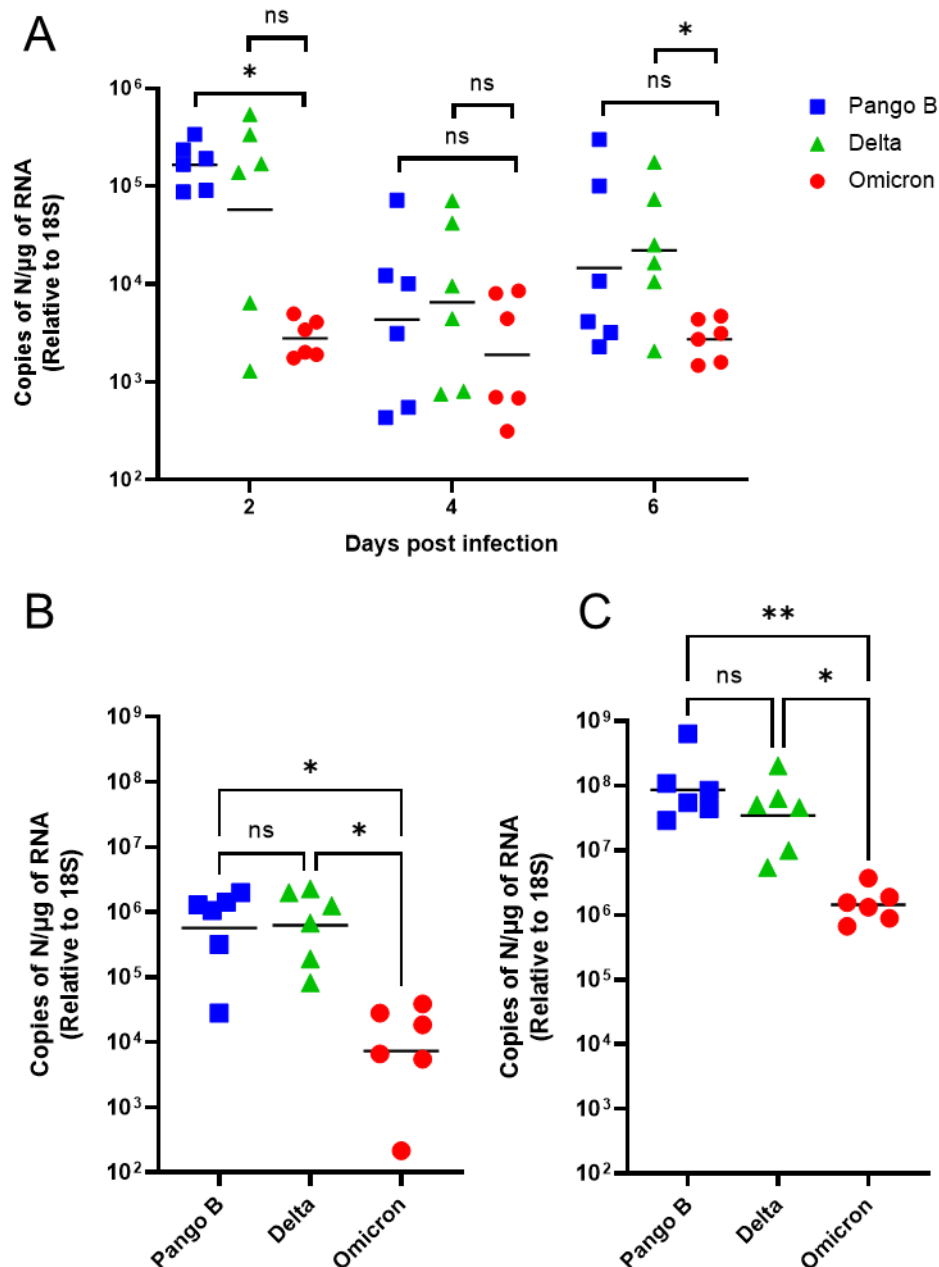 A
ns
*
ns
ns
*
ns
10⁶
10⁵
10⁴
10³
10²
Copies of N/µg of RNA
(Relative to 18S)
2
4
6
Days post infection
Pango B
Delta
Omicron
B
*
ns
*
10⁹
10⁸
10⁷
10⁶
10⁵
10⁴
10³
10²
Copies of N/µg of RNA
(Relative to 18S)
Pango B
Delta
Omicron
C
**
ns
*
10⁹
10⁸
10⁷
10⁶
10⁵
10⁴
10³
10²
Copies of N/µg of RNA
(Relative to 18S)
Pango B
Delta
Omicron